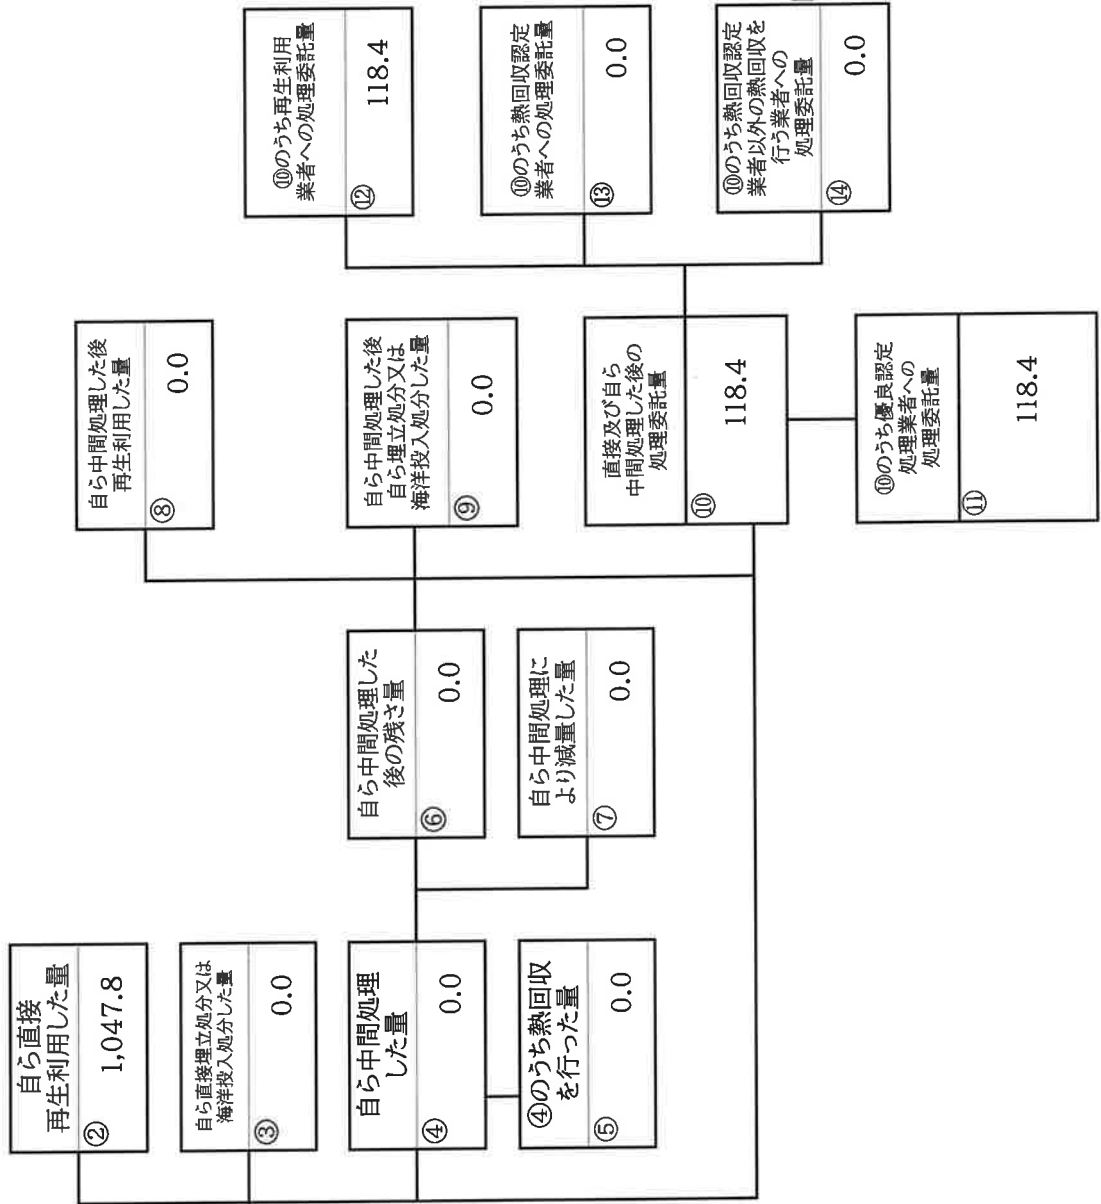 自ら直接
再生利用した量
②
1,047.8
自ら直接埋立処分又は
海洋投入処分した量
③
0.0
自ら中間処理
した量
④
0.0
④のうち熱回収
を行った量
⑤
0.0
自ら中間処理した
後の残さ量
⑥
0.0
自ら中間処理に
より減量した量
⑦
0.0
自ら中間処理した後
再生利用した量
⑧
0.0
自ら中間処理した後
自ら埋立処分又は
海洋投入処分した量
⑨
0.0
直接及び自ら
中間処理した後の
処理委託量
⑩
118.4
⑩のうち優良認定
処理業者への
処理委託量
⑪
118.4
⑩のうち再生利用
業者への処理委託量
⑫
118.4
⑩のうち熱回収認定
業者への処理委託量
⑬
0.0
⑩のうち熱回収認定
業者以外の熱回収を
行う業者への
処理委託量
⑭
0.0